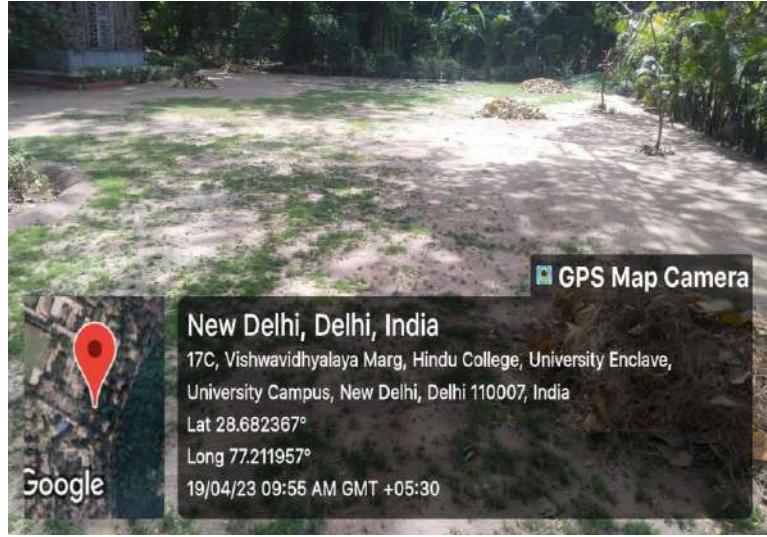 GPS Map Camera
New Delhi, Delhi, India
17C, Vishwavidhyalaya Marg, Hindu College, University Enclave,
University Campus, New Delhi, Delhi 110007, India
Lat 28.682367°
Long 77.211957°
19/04/23 09:55 AM GMT +05:30
Google